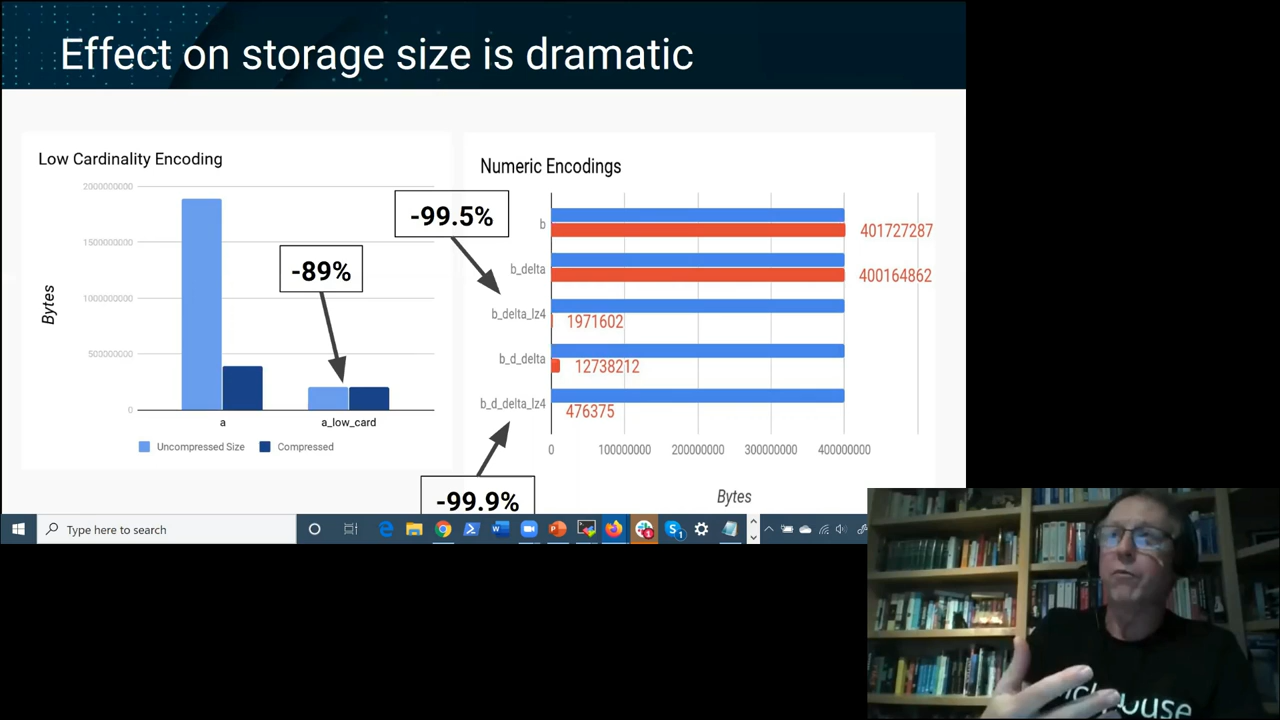 Effect on storage size is dramatic
Low Cardinality Encoding
2000000000
1500000000
1000000000
500000000
0
Bytes
a
a_low_card
Uncompressed Size
Compressed
-89%
Numeric Encodings
-99.5%
b
401727287
b_delta
400164862
b_delta_lz4
1971602
b_d_delta
12738212
b_d_delta_lz4
476375
0
100000000
200000000
300000000
400000000
-99.9%
Bytes
Type here to search